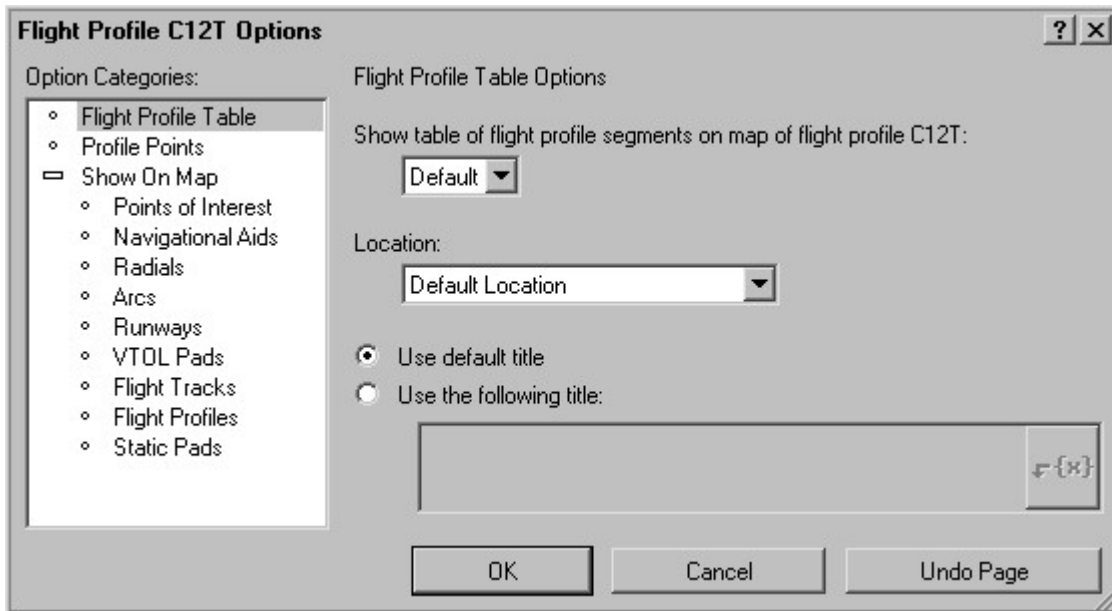 Flight Profile C12T Options
Option Categories:
Flight Profile Table
Profile Points
Show On Map
Points of Interest
Navigational Aids
Radials
Arcs
Runways
VTOL Pads
Flight Tracks
Flight Profiles
Static Pads
Flight Profile Table Options
Show table of flight profile segments on map of flight profile C12T:
Default
Location:
Default Location
Use default title
Use the following title:
{x}
OK
Cancel
Undo Page